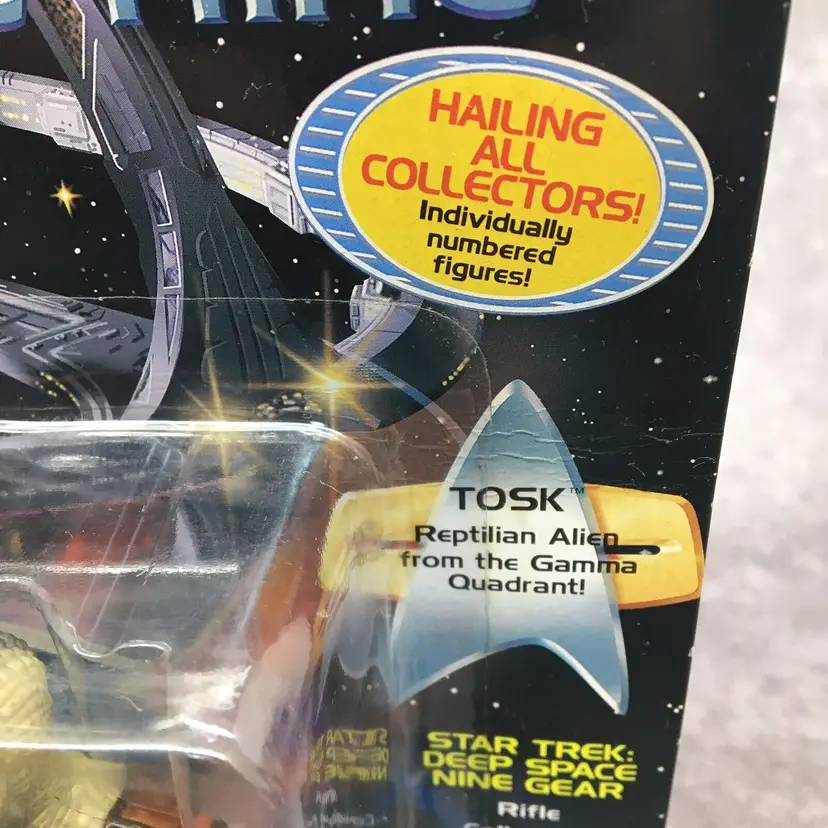 HAILING
ALL
COLLECTORS!
Individually
numbered
figures!
TOSK™
Reptilian Alien
from the Gamma
Quadrant!
STAR TREK:
DEEP SPACE
NINE GEAR
Rifle